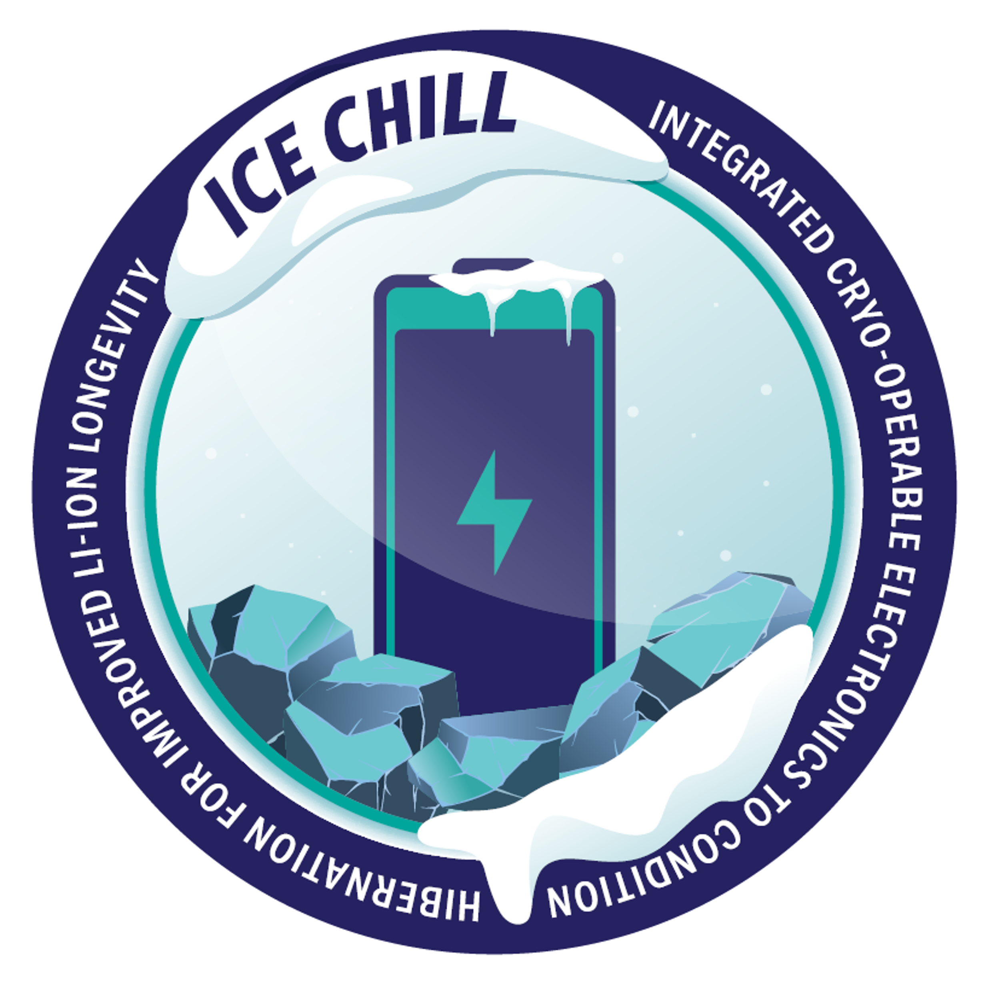 ICE CHILL
INTEGRATED CRYO-OPERABLE ELECTRONICS TO CONDITION
HIBERNATION FOR IMPROVED LI-ION LONGEVITY